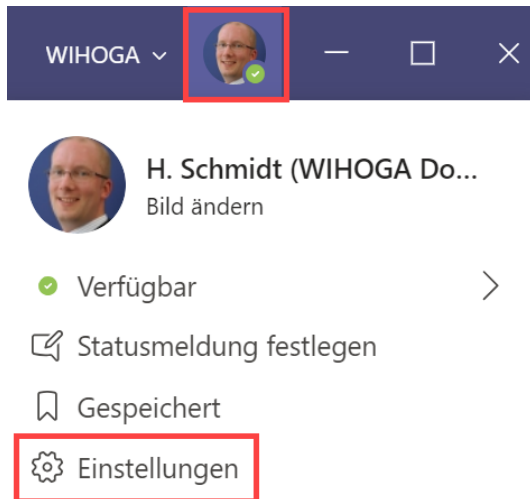 WIHOGA
H. Schmidt (WIHOGA Do...
Bild ändern
Verfügbar
Statusmeldung festlegen
Gespeichert
Einstellungen